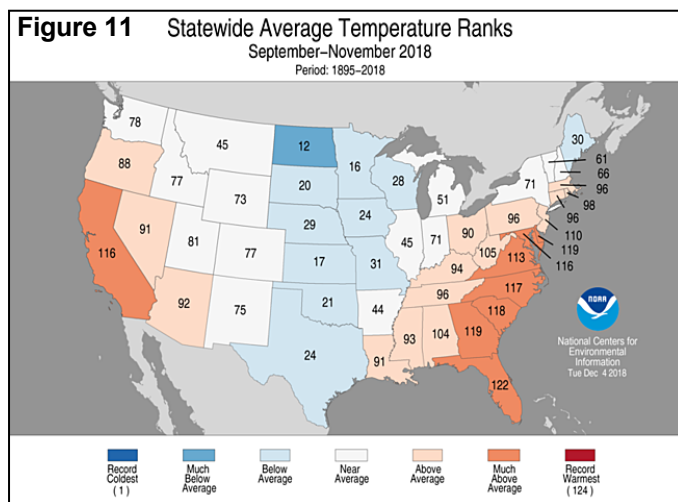 Figure 11
Statewide Average Temperature Ranks
September–November 2018
Period: 1895–2018
78
45
12
16
30
88
77
20
28
61
66
73
51
71
96
98
29
24
96
91
81
96
110
90
119
116
77
17
31
45
71
105
113
116
94
117
92
75
21
44
96
118
93
104
119
24
91
122
NOAA
National Centers for
Environmental
Information
Tue Dec 4 2018
Record
Coldest
(1)
Much
Below
Average
Below
Average
Near
Average
Above
Average
Much
Above
Average
Record
Warmest
(124)